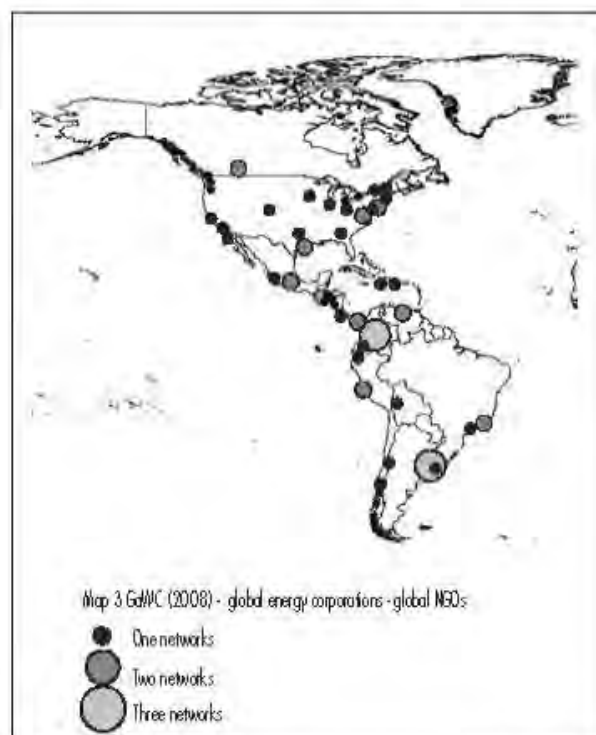 Map 3 GaWC (2008) - global energy corporations - global NGOs
One networks
Two networks
Three networks